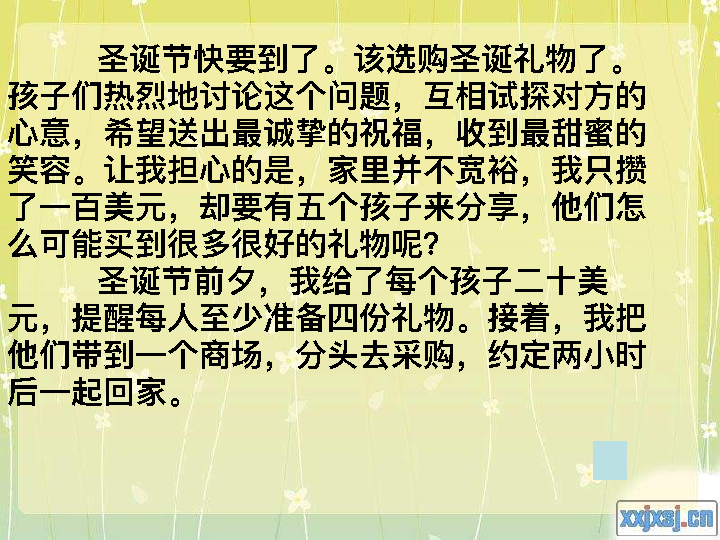 圣诞节快要到了。该选购圣诞礼物了。
孩子们热烈地讨论这个问题，互相试探对方的
心意，希望送出最诚挚的祝福，收到最甜蜜的
笑容。让我担心的是，家里并不宽裕，我只攒
了一百美元，却要有五个孩子来分享，他们怎
么可能买到很多很好的礼物呢?
圣诞节前夕，我给了每个孩子二十美
元，提醒每人至少准备四份礼物。接着，我把
他们带到一个商场，分头去采购，约定两小时
后一起回家。
xxjxsj.cn